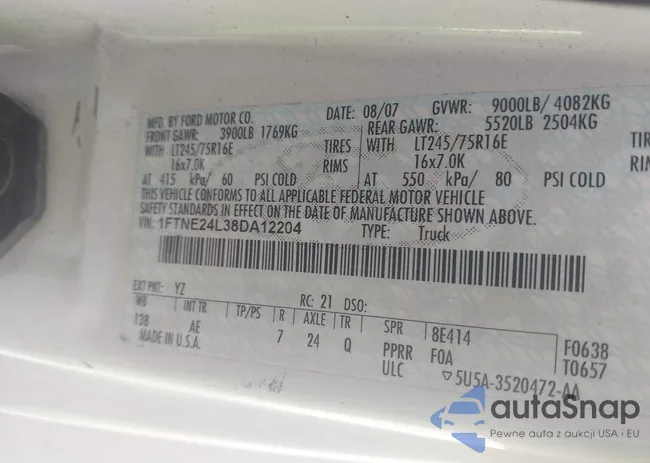 MFD. BY FORD MOTOR CO. DATE: 08/07 GVWR: 9000LB/ 4082KG
FRONT GAWR: 3900LB 1769KG REAR GAWR: 5520LB 2504KG
WITH LT245/75R16E TIRES WITH LT245/75R16E TIRES
16x7.0K RIMS 16x7.0K RIMS
AT 415 kPa/ 60 PSI COLD AT 550 kPa/ 80 PSI COLD
THIS VEHICLE CONFORMS TO ALL APPLICABLE FEDERAL MOTOR VEHICLE
SAFETY STANDARDS IN EFFECT ON THE DATE OF MANUFACTURE SHOWN ABOVE.
VIN: 1FTNE24L38DA12204 TYPE: Truck
EXT PNT: YZ RC: 21 DSO:
WB INT TR TP/PS R AXLE TR SPR 8E414 F0638
138 AE 7 24 Q PPRR F0A T0657
MADE IN U.S.A. ULC ▽5U5A-3520472-AA
autaSnap
Pewne auta z aukcji USA i EU